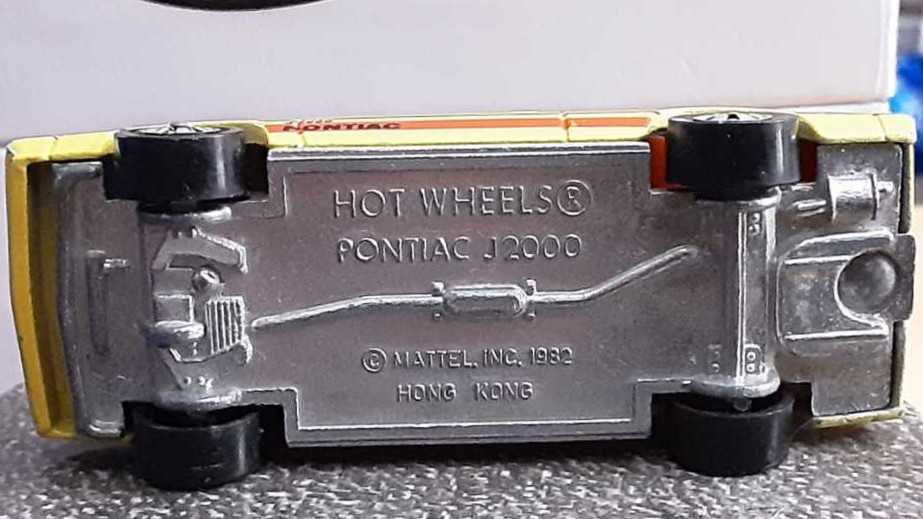 PONTIAC
HOT WHEELS®
PONTIAC J2000
© MATTEL, INC. 1982
HONG KONG